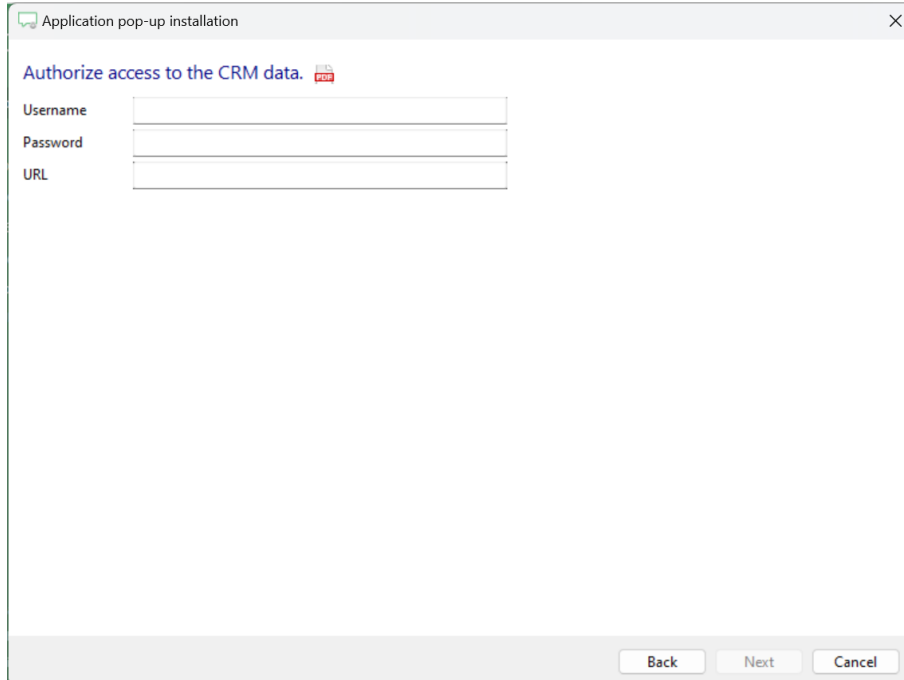 Application pop-up installation
Authorize access to the CRM data. PDF
Username
Password
URL
Back Next Cancel